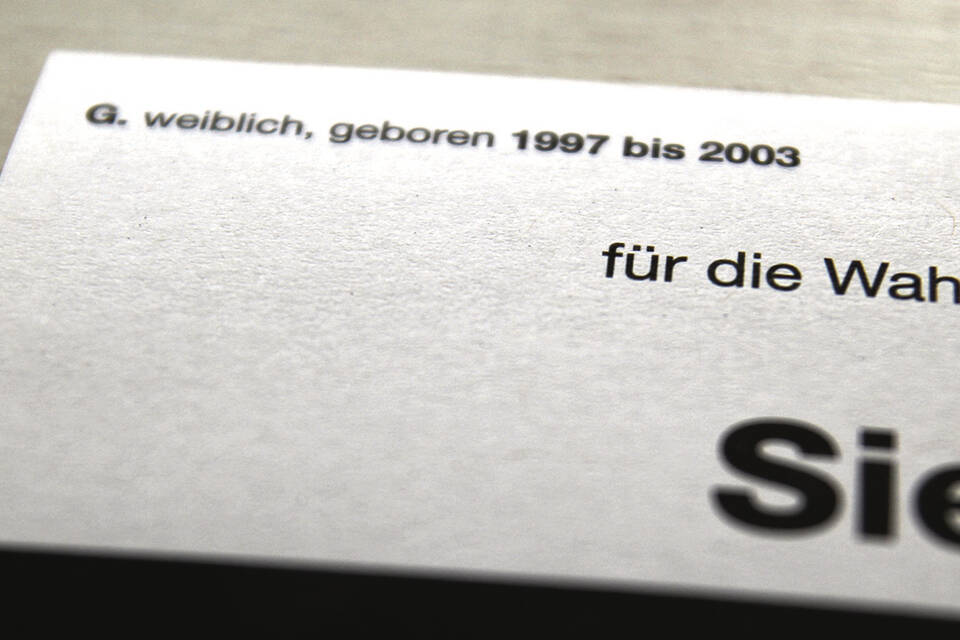 G. weiblich, geboren 1997 bis 2003
für die Wah
Sie